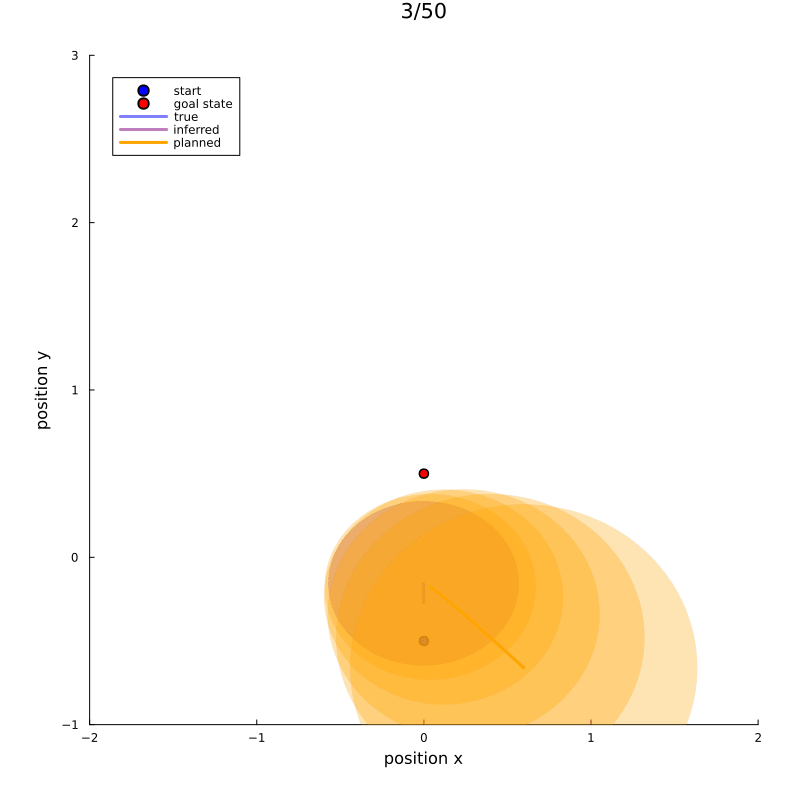 3/50
3
start
goal state
true
inferred
planned
2
position y
1
0
−1
−2 −1 0 1 2
position x